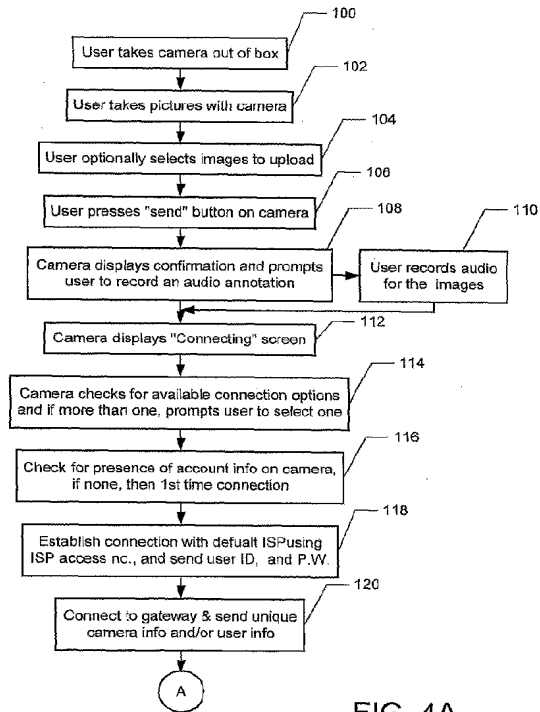 100
User takes camera out of box
102
User takes pictures with camera
104
User optionally selects images to upload
106
User presses "send" button on camera
108
110
Camera displays confirmation and prompts
user to record an audio annotation
User records audio
for the images
112
Camera displays "Connecting" screen
114
Camera checks for available connection options
and if more than one, prompts user to select one
116
Check for presence of account info on camera,
if none, then 1st time connection
118
Establish connection with defualt ISPusing
ISP access no., and send user ID, and P.W.
120
Connect to gateway & send unique
camera info and/or user info
A
FIG. 4A